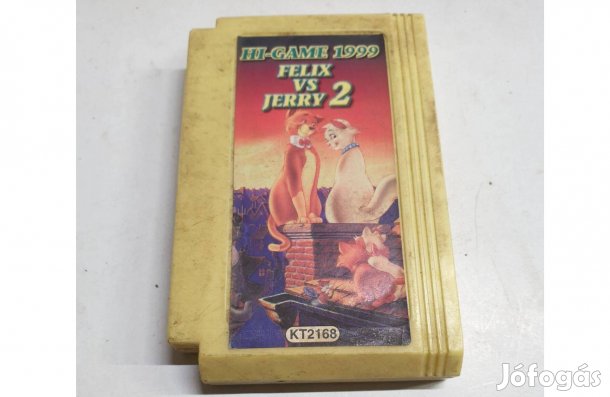 HI-GAME 1999
FELIX
VS
JERRY 2
KT2168
Jófogás